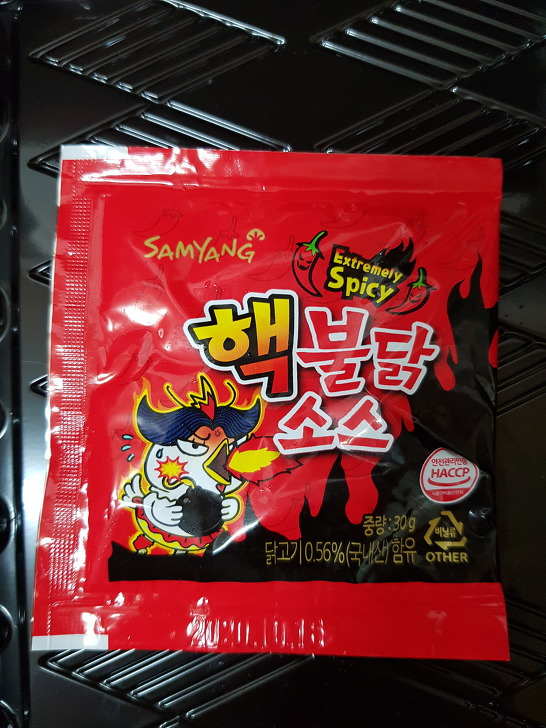 SAMYANG
Extremely
Spicy
핵불닭
소스
안전관리인증
HACCP
중량:30g
닭고기 0.56%(국내산) 함유
비닐류
OTHER
2020.10.16